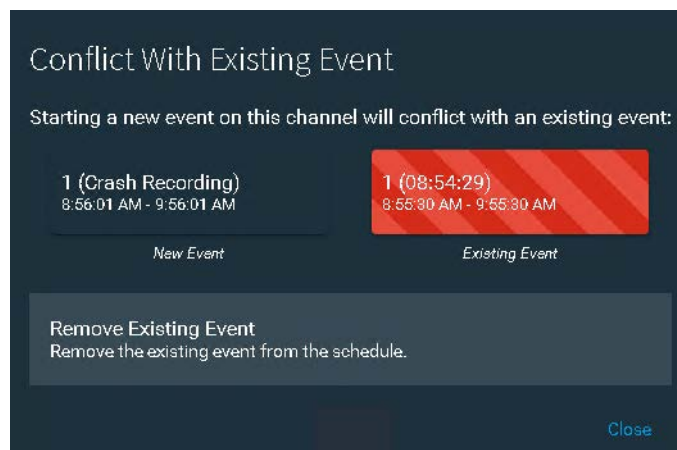 Conflict With Existing Event
Starting a new event on this channel will conflict with an existing event:
1 (Crash Recording)
8:56:01 AM - 9:56:01 AM
New Event
1 (08:54:29)
8:55:30 AM - 9:55:30 AM
Existing Event
Remove Existing Event
Remove the existing event from the schedule.
Close